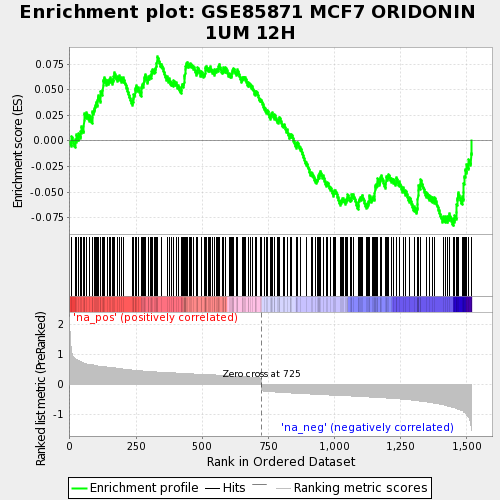 Enrichment plot: GSE85871 MCF7 ORIDONIN
1UM 12H
Enrichment score (ES)
0.075
0.050
0.025
0.000
-0.025
-0.050
-0.075
'na_pos' (positively correlated)
Ranked list metric (PreRanked)
2
1
0
-1
Zero cross at 725
'na_neg' (negatively correlated)
0
250
500
750
1,000
1,250
1,500
Rank in Ordered Dataset
Enrichment profile
Hits
Ranking metric scores